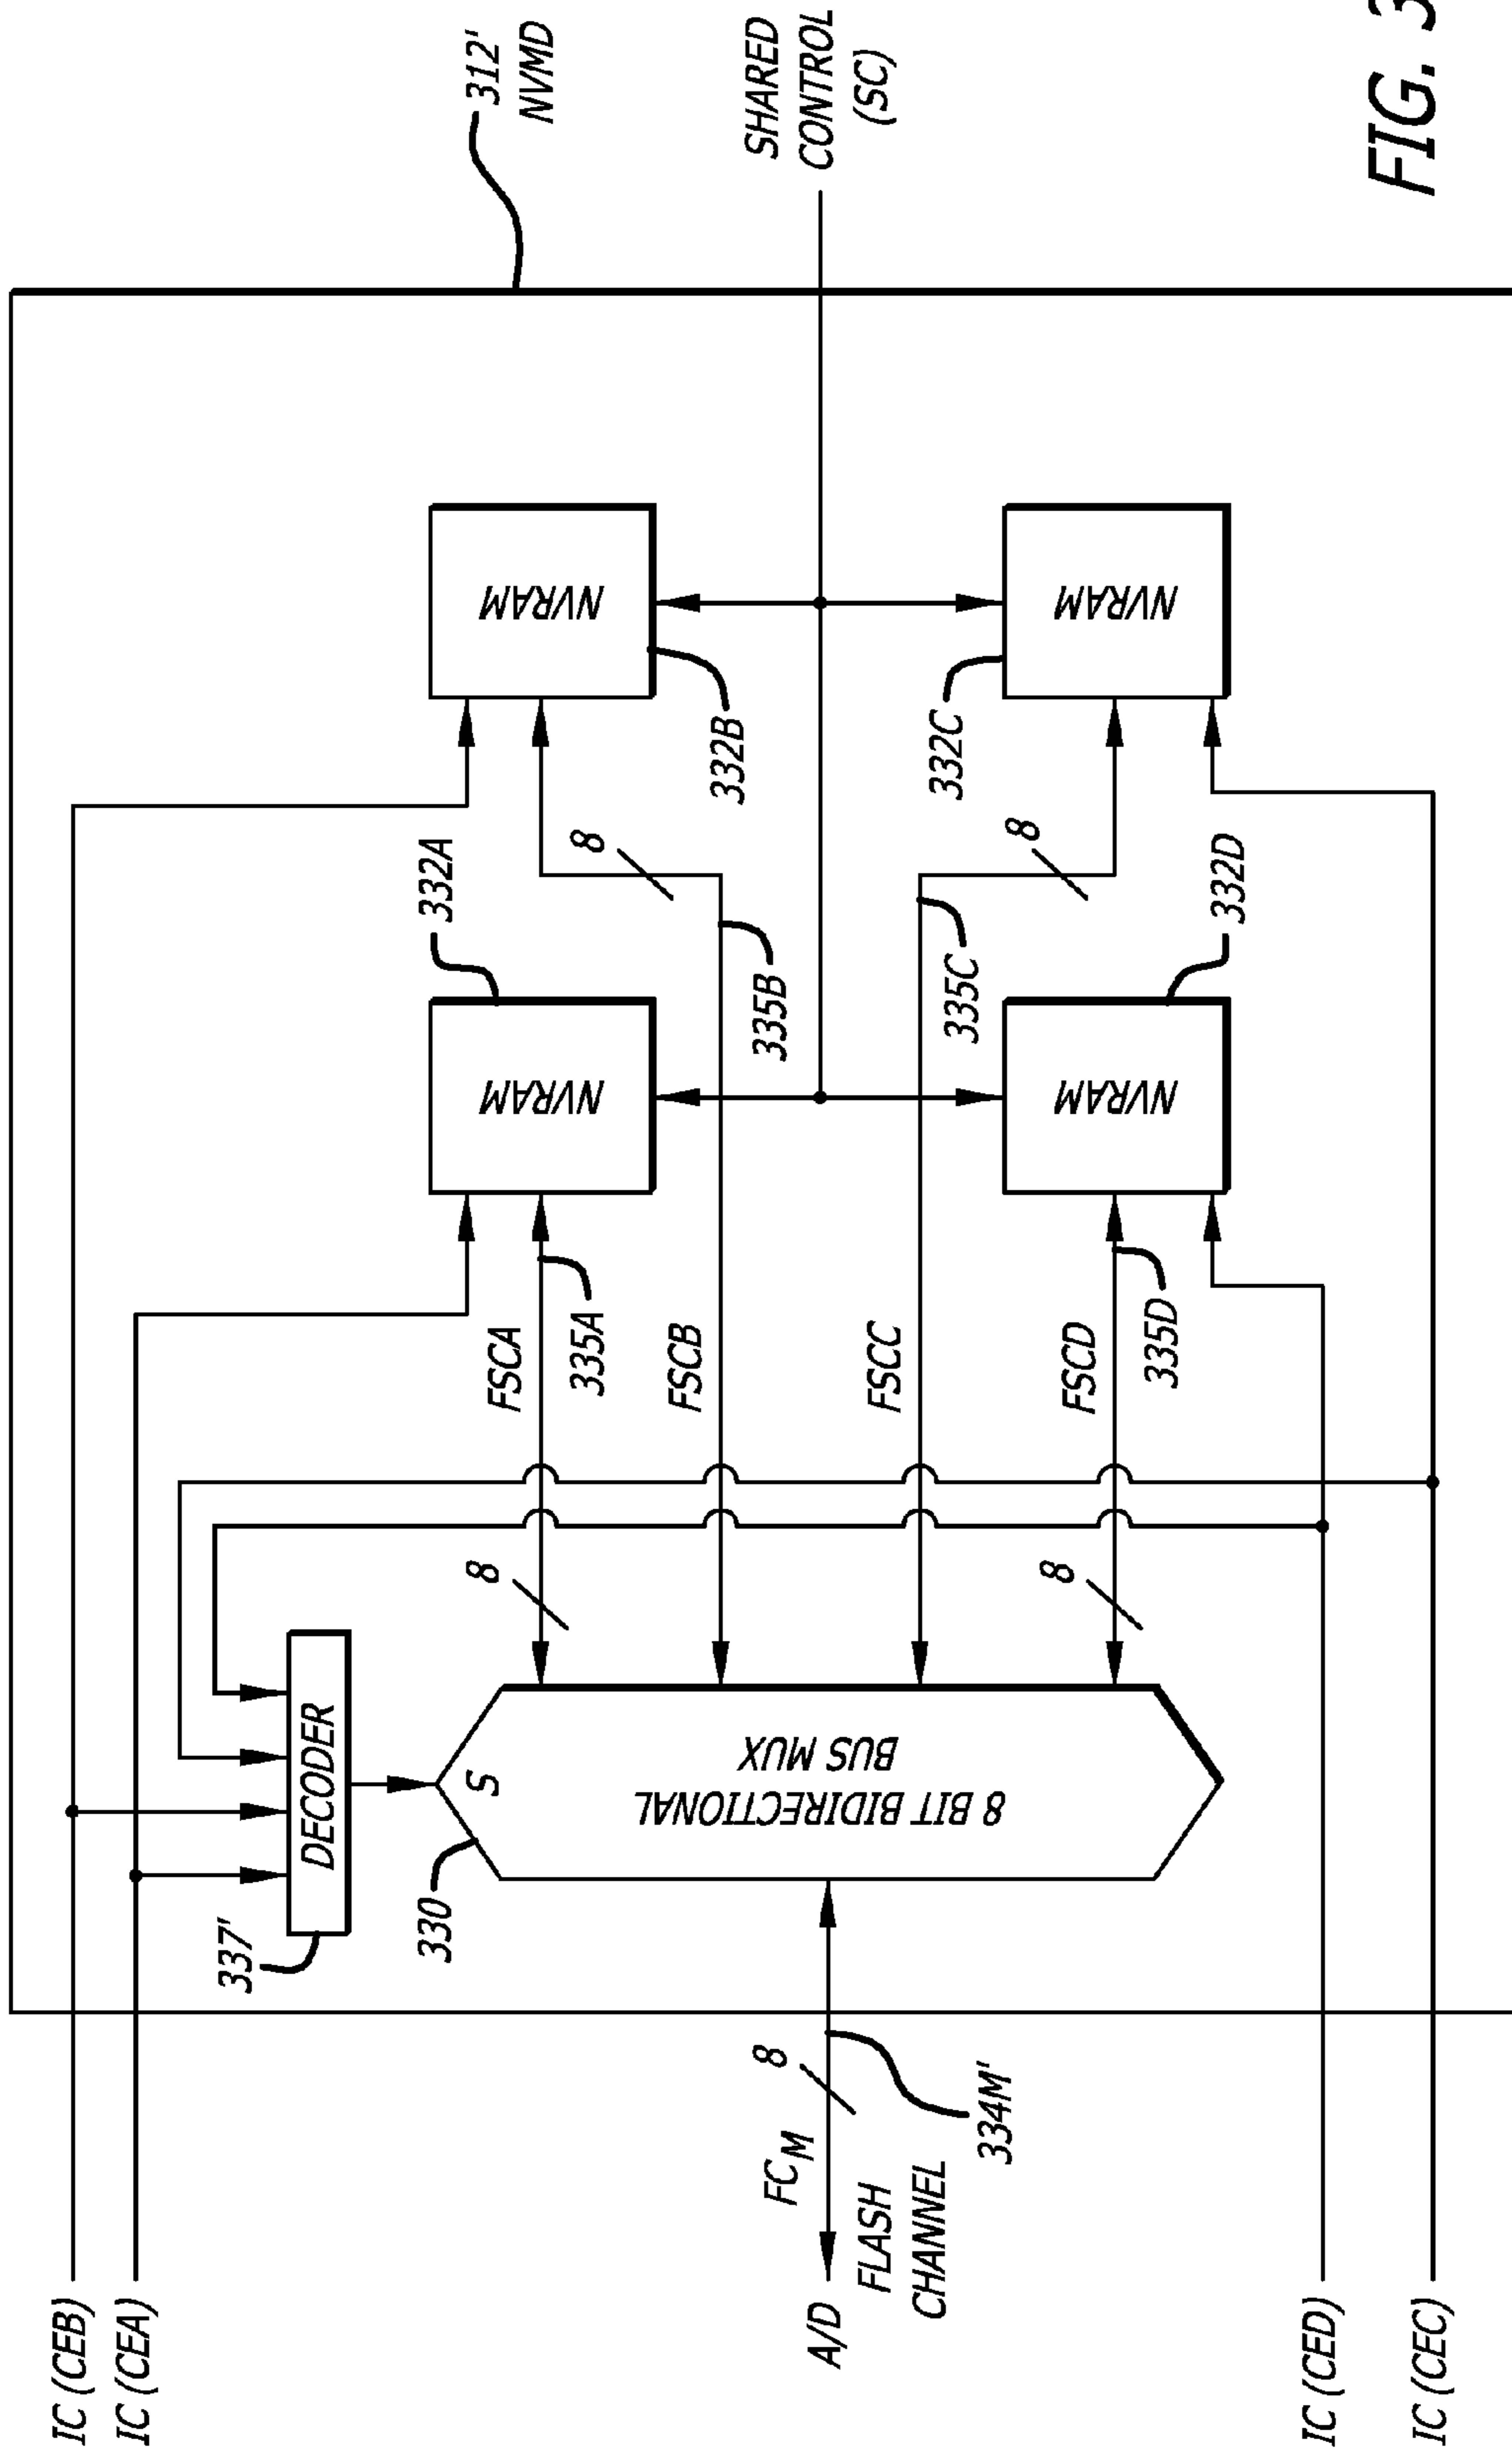 IC (CEB)
IC (CEA)
337'
DECODER
312'
NVMD
332A
NVRAM
NVRAM
330
S
8
FSCA
335A
8
332B
FSCB
335B
8 BIT BIDIRECTIONAL
BUS MUX
A/D
FC M
8
FLASH
CHANNEL
334M'
SHARED
CONTROL
(SC)
FSCC
335C
332C
8
8
FSCD
335D
NVRAM
NVRAM
332D
IC (CED)
IC (CEC)
FIG. 3